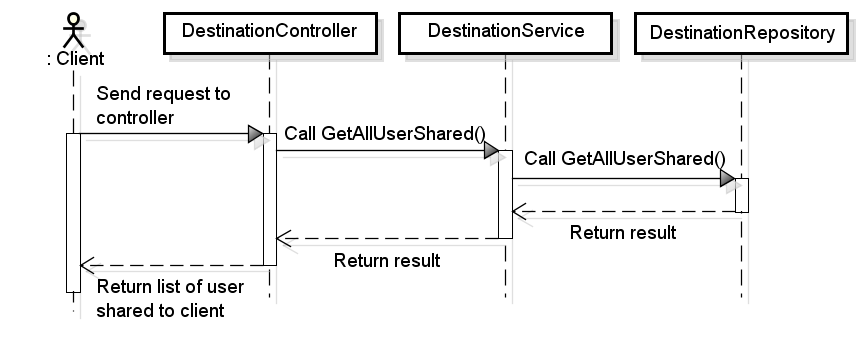 DestinationController
DestinationService
DestinationRepository
: Client
Send request to
controller
Call GetAllUserShared()
Call GetAllUserShared()
Return result
Return result
Return list of user
shared to client